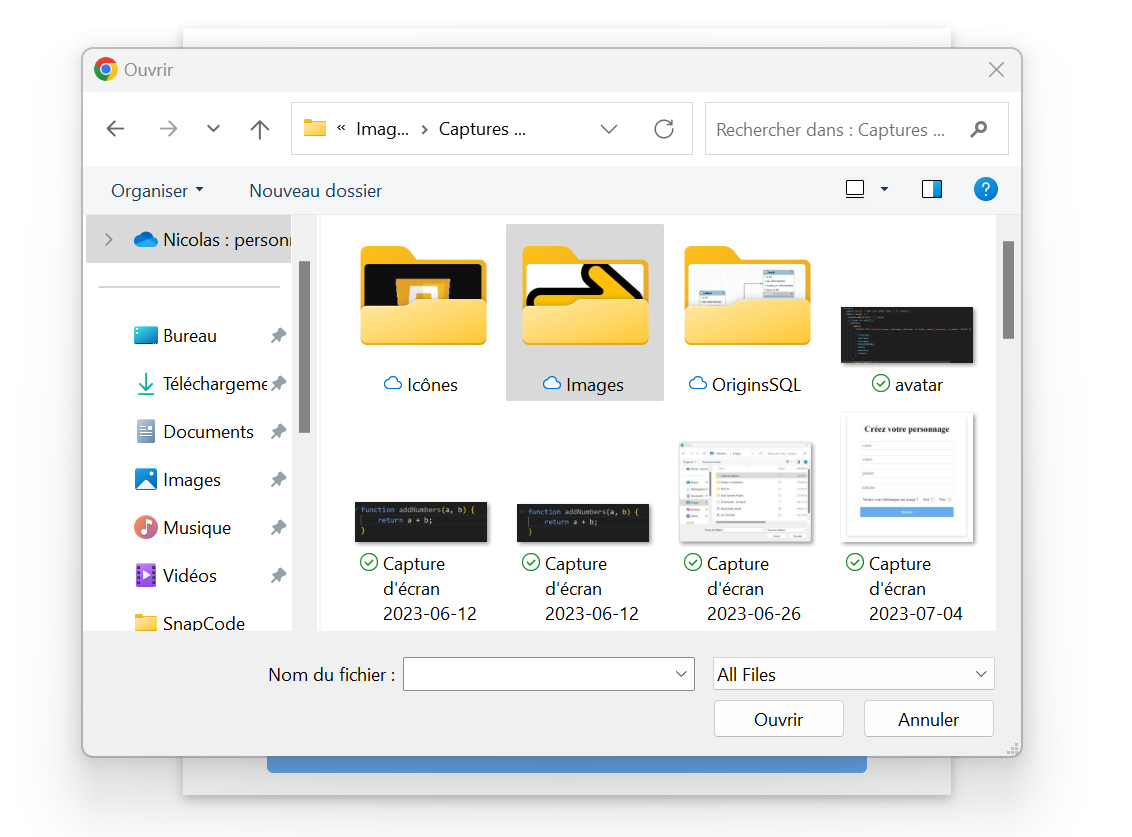 Ouvrir
« Imag... › Captures ...
Rechercher dans : Captures ...
Organiser
Nouveau dossier
?
Nicolas : person
Bureau
Téléchargeme
Documents
Images
Musique
Vidéos
SnapCode
Icônes
Images
OriginsSQL
avatar
function addNumbers(a, b) {
return a + b;
}
Capture
d'écran
2023-06-12
function addNumbers(a, b) {
return a + b;
}
Capture
d'écran
2023-06-12
Capture
d'écran
2023-06-26
Créez votre personnage
Capture
d'écran
2023-07-04
Nom du fichier :
All Files
Ouvrir
Annuler